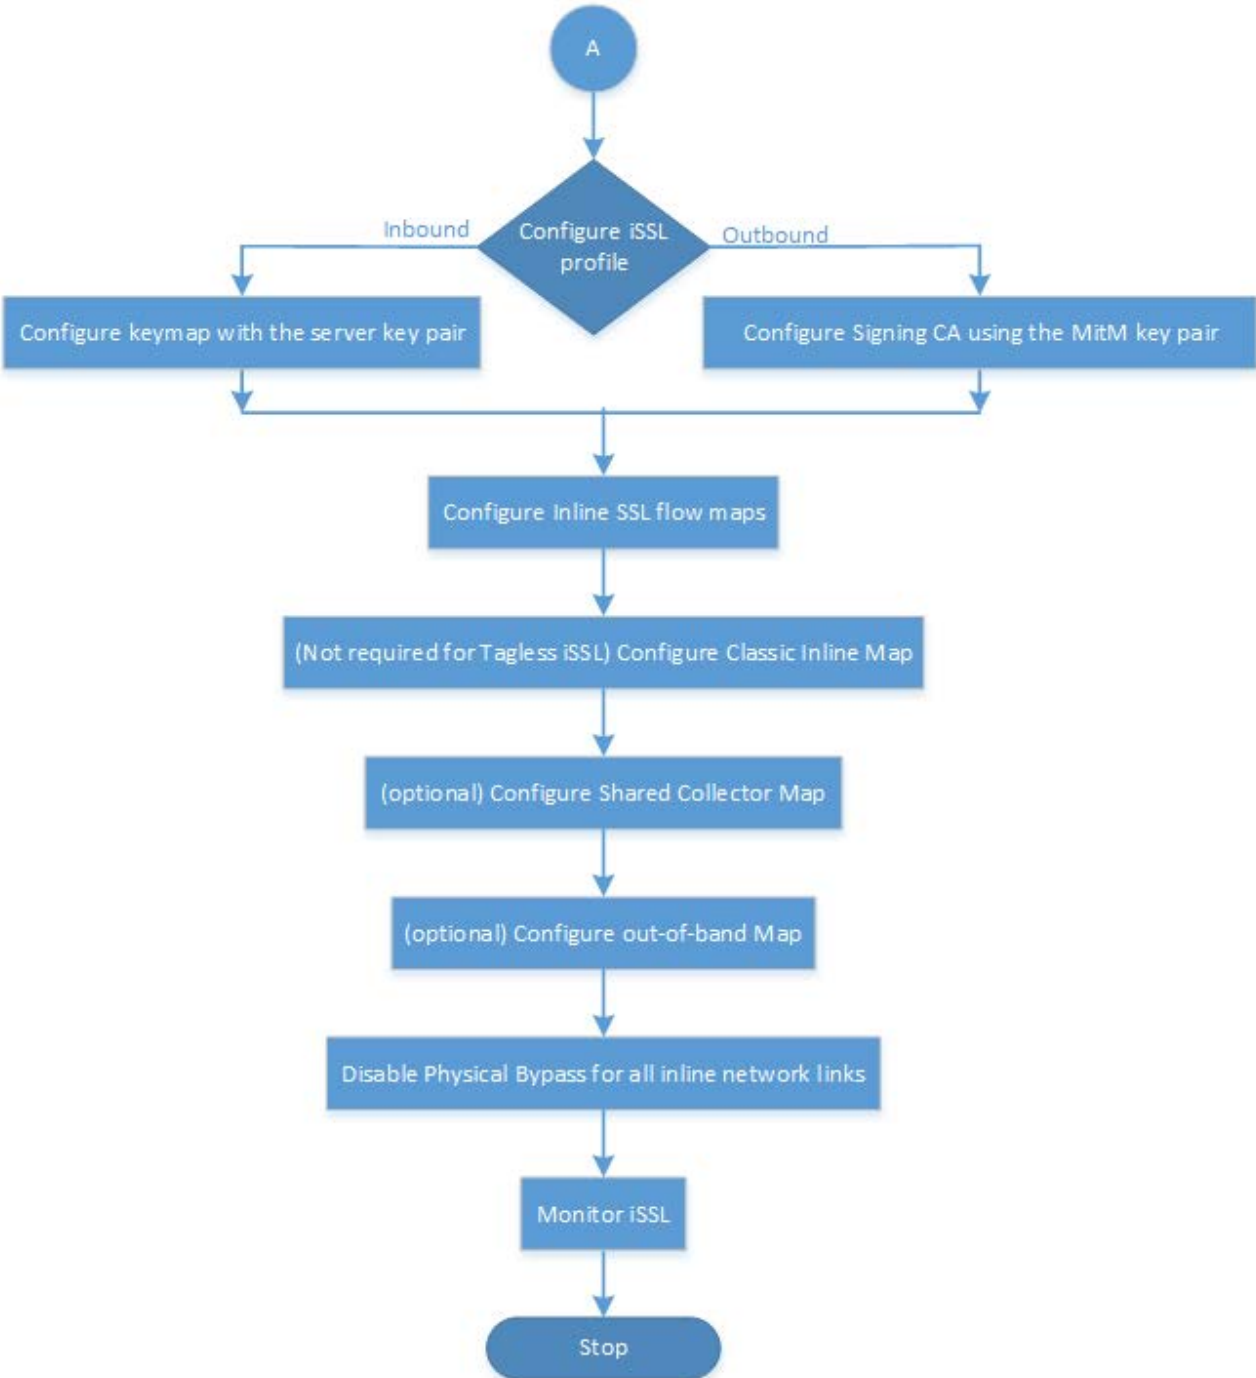 A
Inbound
Configure iSSL
profile
Outbound
Configure keymap with the server key pair
Configure Signing CA using the MitM key pair
Configure Inline SSL flow maps
(Not required for Tagless iSSL) Configure Classic Inline Map
(optional) Configure Shared Collector Map
(optional) Configure out-of-band Map
Disable Physical Bypass for all inline network links
Monitor iSSL
Stop